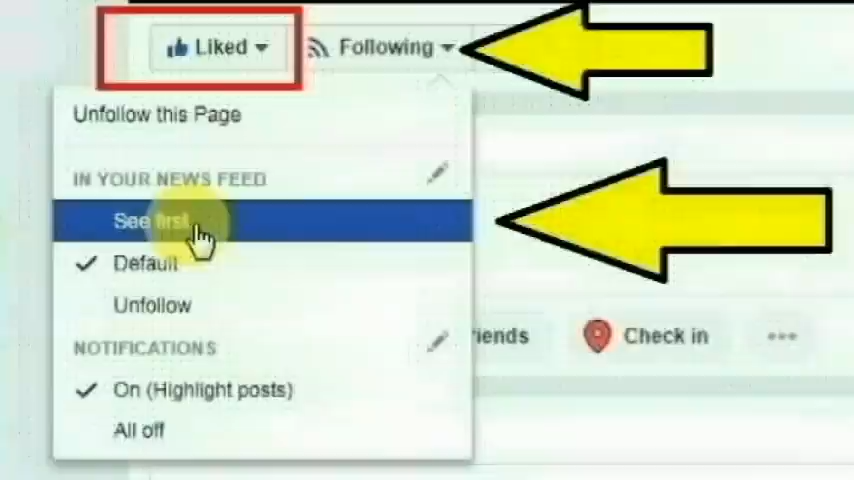 Liked Following
Unfollow this Page
IN YOUR NEWS FEED
See first
Default
Unfollow
NOTIFICATIONS
riends Check in
On (Highlight posts)
All off